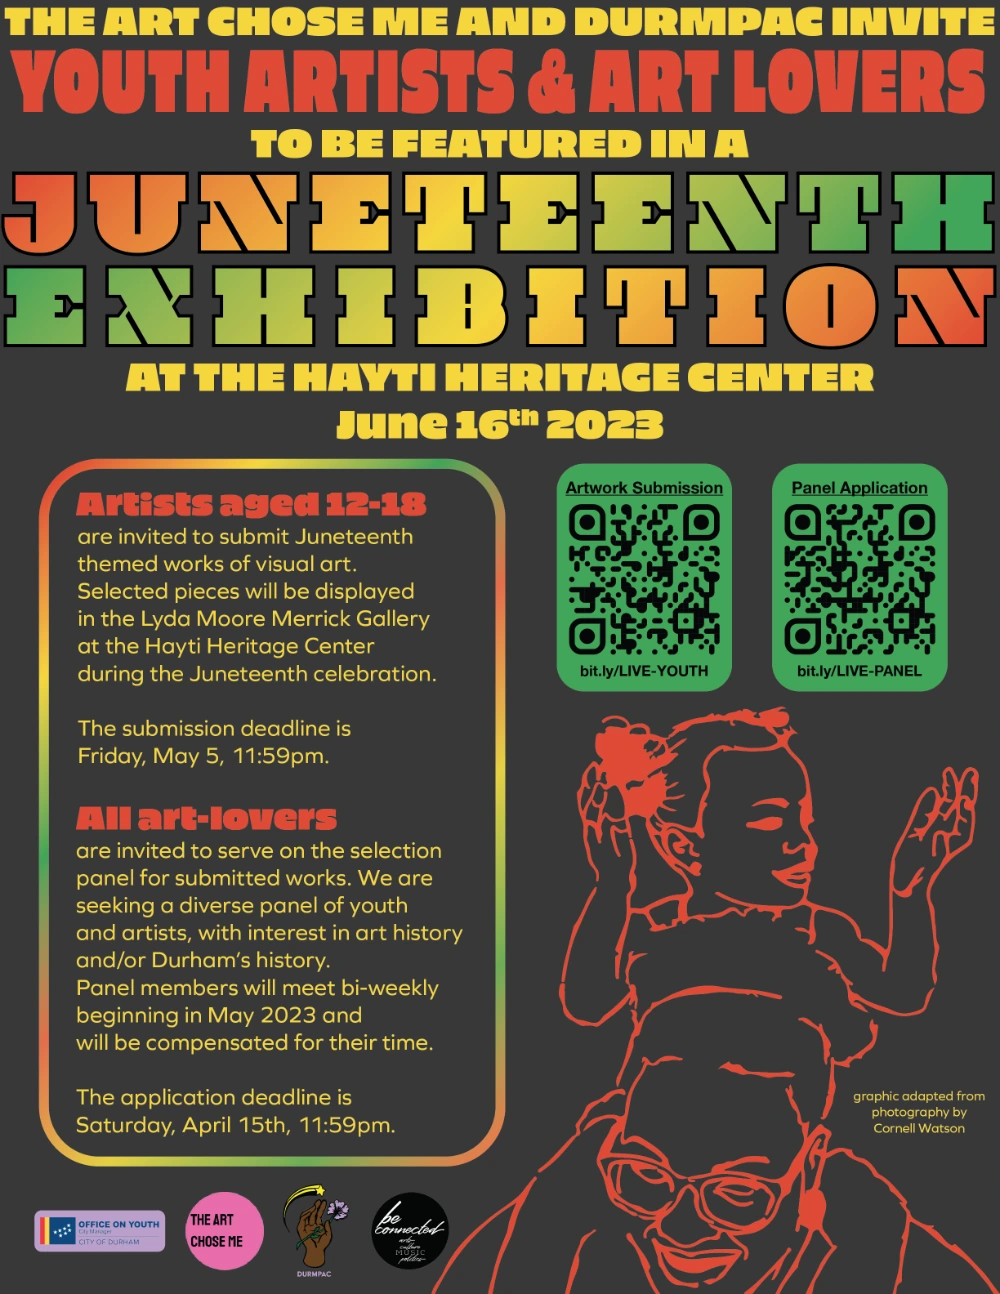 THE ART CHOSE ME AND DURMPAC INVITE
YOUTH ARTISTS & ART LOVERS
TO BE FEATURED IN A
JUNETEENTH
EXHIBITION
AT THE HAYTI HERITAGE CENTER
June 16th 2023
Artists aged 12-18
are invited to submit Juneteenth
themed works of visual art.
Selected pieces will be displayed
in the Lyda Moore Merrick Gallery
at the Hayti Heritage Center
during the Juneteenth celebration.
The submission deadline is
Friday, May 5, 11:59pm.
All art-lovers
are invited to serve on the selection
panel for submitted works. We are
seeking a diverse panel of youth
and artists, with interest in art history
and/or Durham's history.
Panel members will meet bi-weekly
beginning in May 2023 and
will be compensated for their time.
The application deadline is
Saturday, April 15th, 11:59pm.
Artwork Submission
bit.ly/LIVE-YOUTH
Panel Application
bit.ly/LIVE-PANEL
graphic adapted from
photography by
Cornell Watson
OFFICE ON YOUTH
City Manager
CITY OF DURHAM
THE ART
CHOSE ME
DURMPAC
be
connected
arts
culture
MUSIC
politics